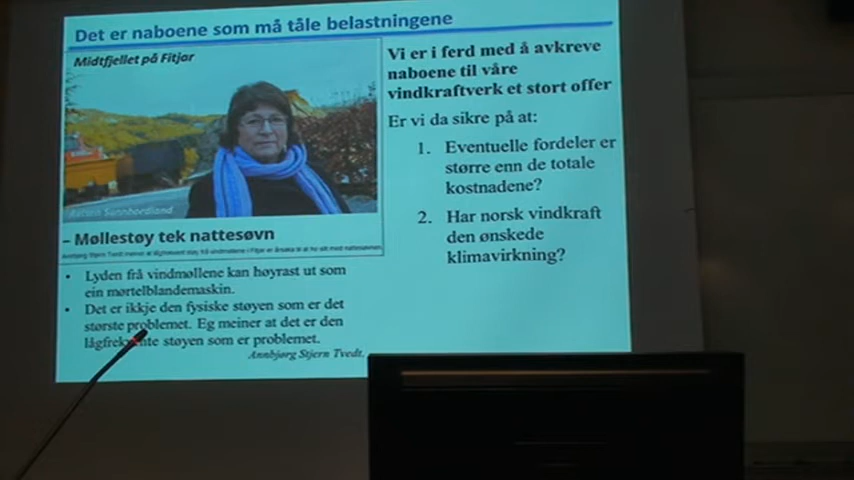 Det er naboene som må tåle belastningene
Midtfjellet på Fitjar
– Møllestøy tek nattesøvn
Lyden frå vindmøllene kan høyrast ut som
ein mørtelblandemaskin.
Det er ikkje den fysiske støyen som er det
største problemet. Eg meiner at det er den
støyen som er problemet.
Annbjørg Stjern Tvedt.
Vi er i ferd med å avkreve
naboene til våre
vindkraftverk et stort offer
Er vi da sikre på at:
1. Eventuelle fordeler er
større enn de totale
kostnadene?
2. Har norsk vindkraft
den ønskede
klimavirkning?